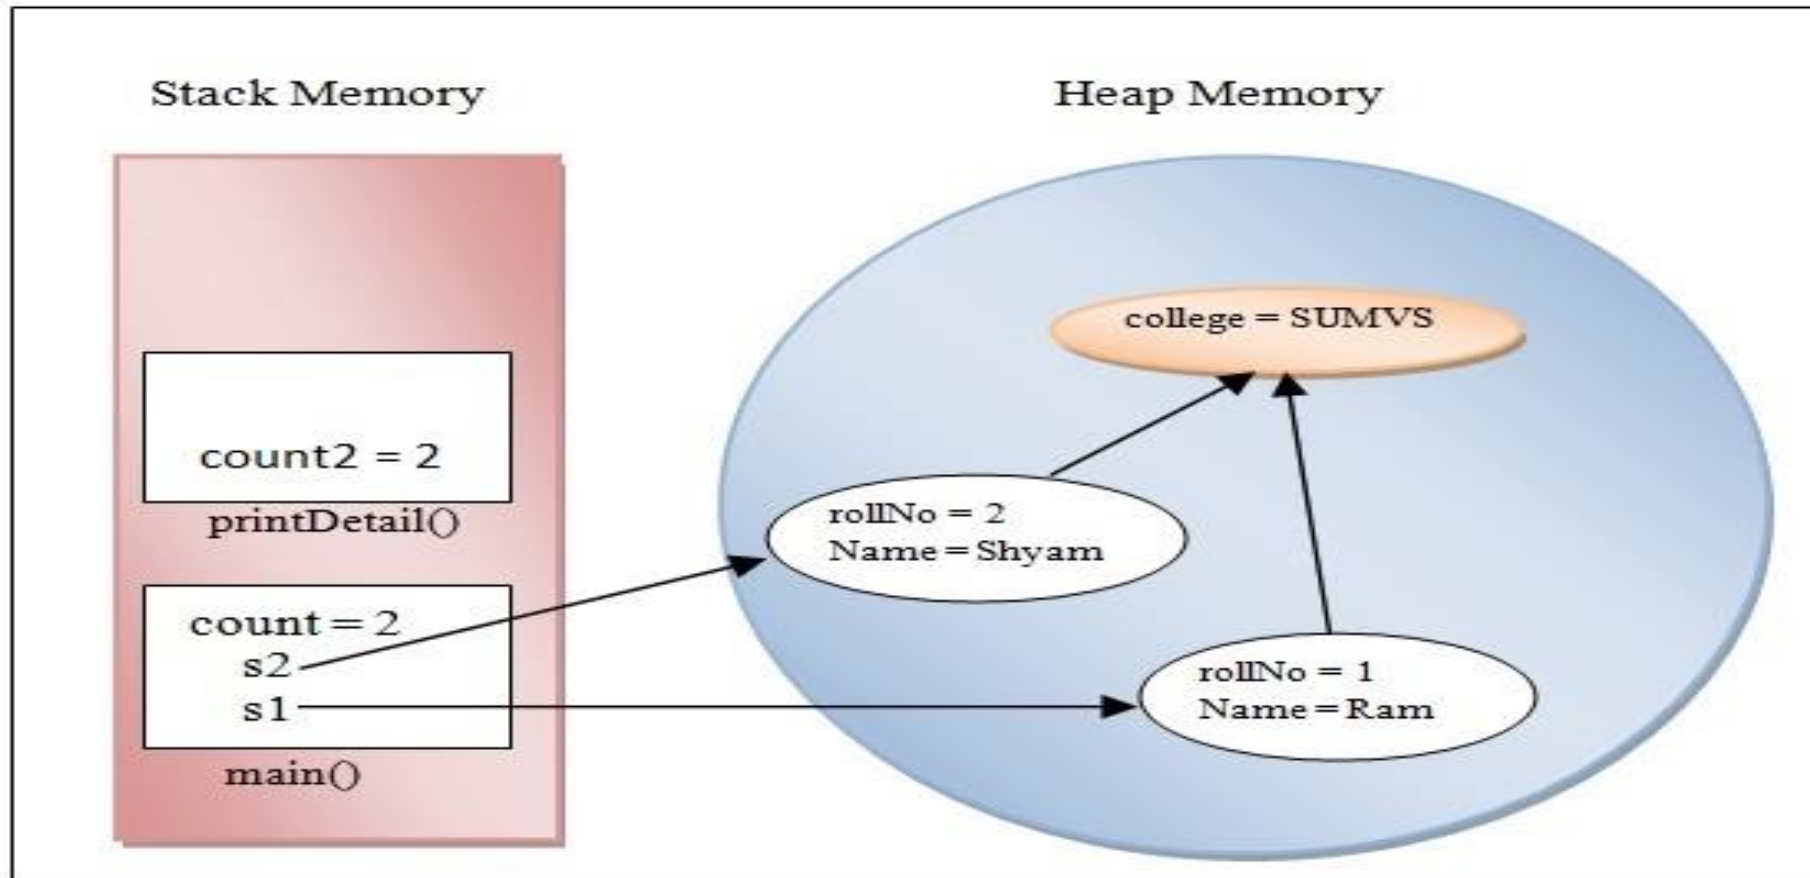 Stack Memory
Heap Memory
college = SUMVS
count2 = 2
printDetail()
rollNo = 2
Name = Shyam
count = 2
s2
s1
main()
rollNo = 1
Name = Ram